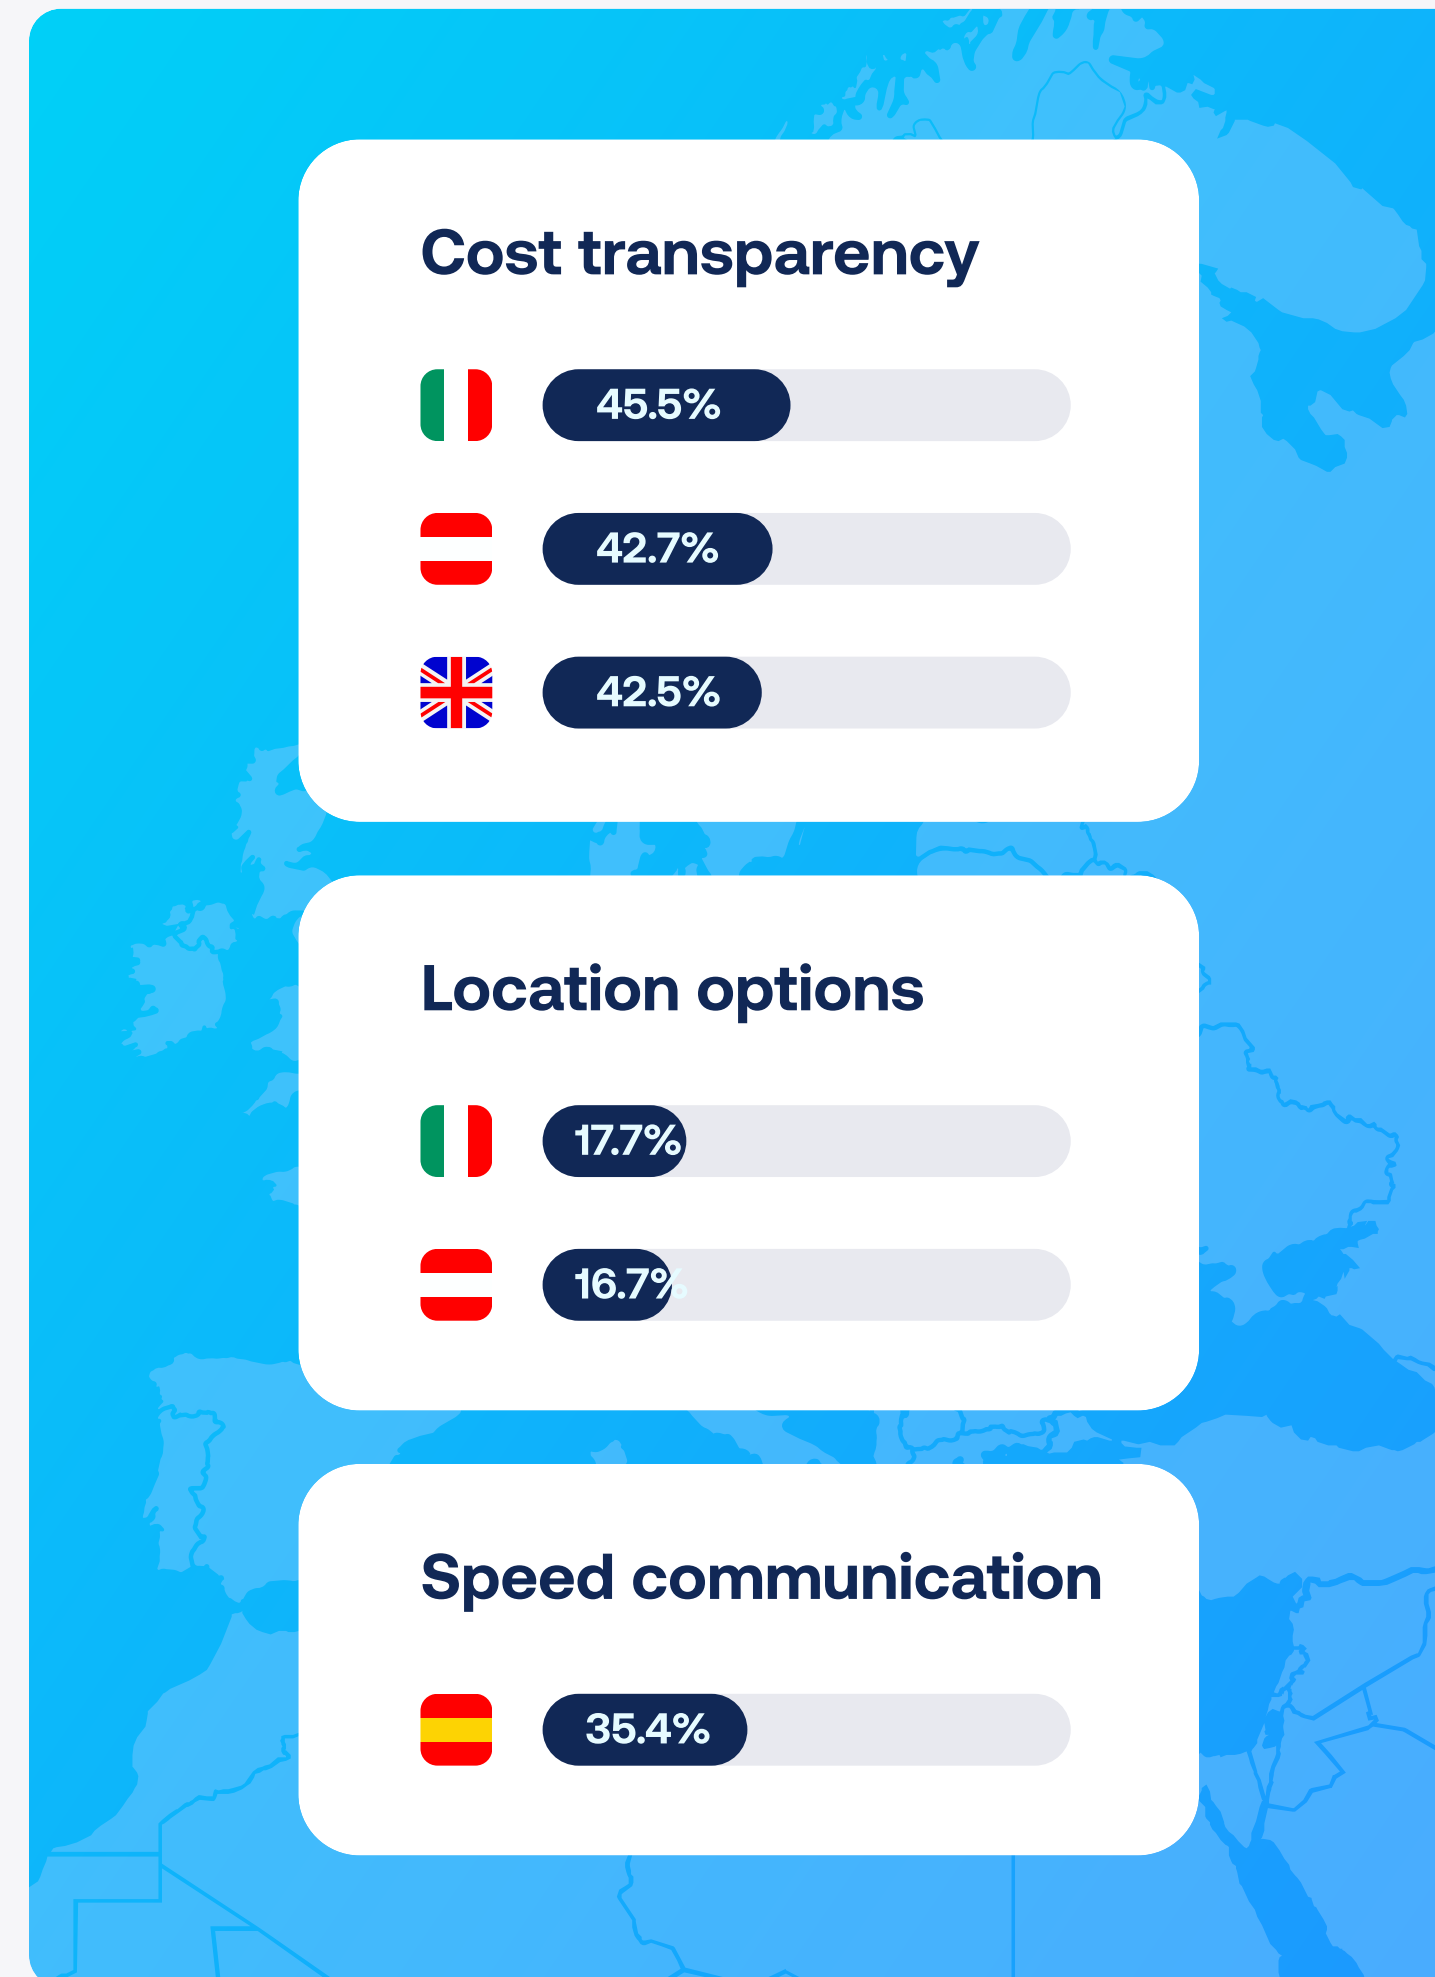 Cost transparency
45.5%
42.7%
42.5%
Location options
17.7%
16.7%
Speed communication
35.4%